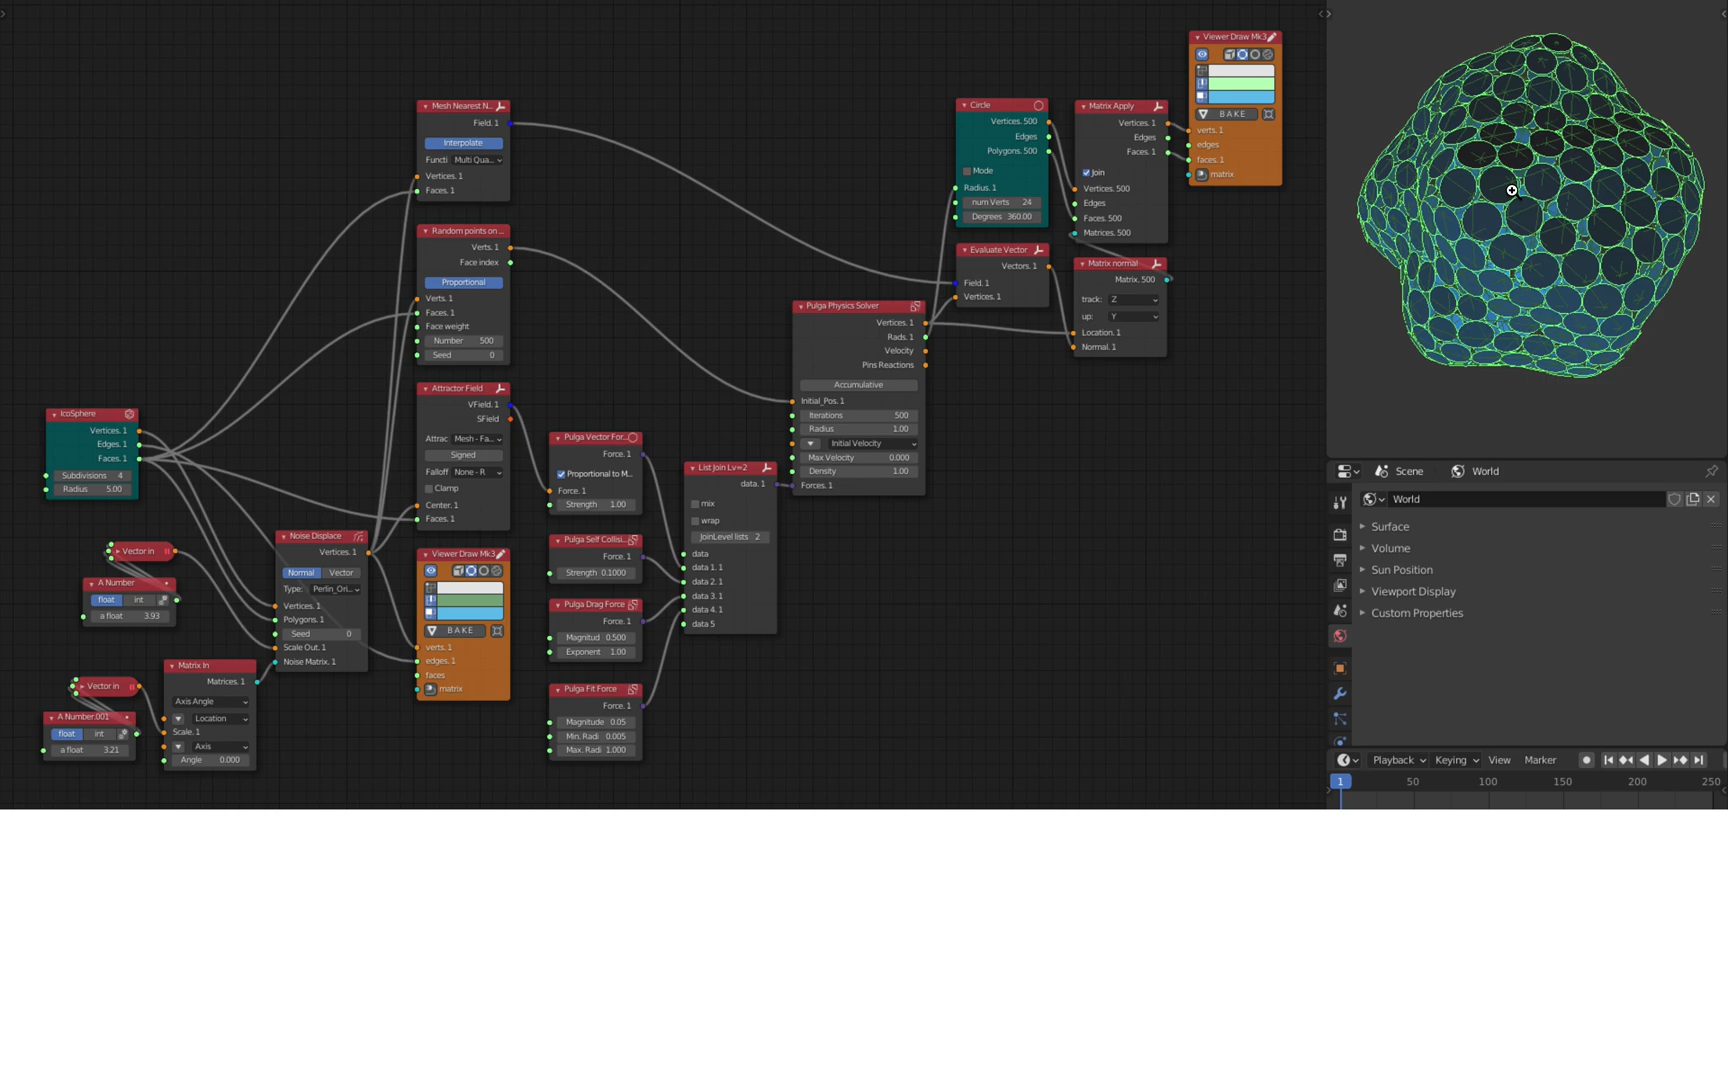 Mesh Nearest N...
Field. 1
Interpolate
Functi Multi Qua...
Vertices. 1
Faces. 1
Random points on ...
Verts. 1
Face index
Proportional
Verts. 1
Faces. 1
Face weight
Number 500
Seed 0
Attractor Field
VField. 1
SField
Attrac Mesh - Fa...
Signed
Falloff None - R
Clamp
Center. 1
Faces. 1
IcoSphere
Vertices. 1
Edges. 1
Faces. 1
Subdivisions 4
Radius 5.00
Vector in
A Number
float int
a float 3.93
Vector in
A Number.001
float int
a float 3.21
Matrix In
Matrices. 1
Axis Angle
Location
Scale. 1
Axis
Angle 0.000
Noise Displace
Vertices. 1
Normal Vector
Type: Perlin_Ori...
Vertices. 1
Polygons. 1
Seed 0
Scale Out. 1
Noise Matrix. 1
Viewer Draw Mk3
BAKE
verts. 1
edges. 1
faces
matrix
Pulga Vector For...
Force. 1
Proportional to M...
Force. 1
Strength 1.00
Pulga Self Collisi...
Force. 1
Strength 0.1000
Pulga Drag Force
Force. 1
Magnitud 0.500
Exponent 1.00
Pulga Fit Force
Force. 1
Magnitude 0.05
Min. Radi 0.005
Max. Radi 1.000
List Join Lv=2
data. 1
mix
wrap
JoinLevel lists 2
data
data 1. 1
data 2. 1
data 3. 1
data 4. 1
data 5
Pulga Physics Solver
Vertices. 1
Rads. 1
Velocity
Pins Reactions
Accumulative
Initial_Pos. 1
Iterations 500
Radius 1.00
Initial Velocity
Max Velocity 0.000
Density 1.00
Forces. 1
Circle
Vertices. 500
Edges
Polygons. 500
Mode
Radius. 1
num Verts 24
Degrees 360.00
Evaluate Vector
Vectors. 1
Field. 1
Vertices. 1
Matrix Apply
Vertices. 1
Edges
Faces. 1
Join
Vertices. 500
Edges
Faces. 500
Matrices. 500
Matrix normal
Matrix. 500
track: Z
up: Y
Location. 1
Normal. 1
Viewer Draw Mk3
BAKE
verts. 1
edges
faces. 1
matrix
Scene World
World
Surface
Volume
Sun Position
Viewport Display
Custom Properties
Playback Keying View Marker
1 50 100 150 200 250